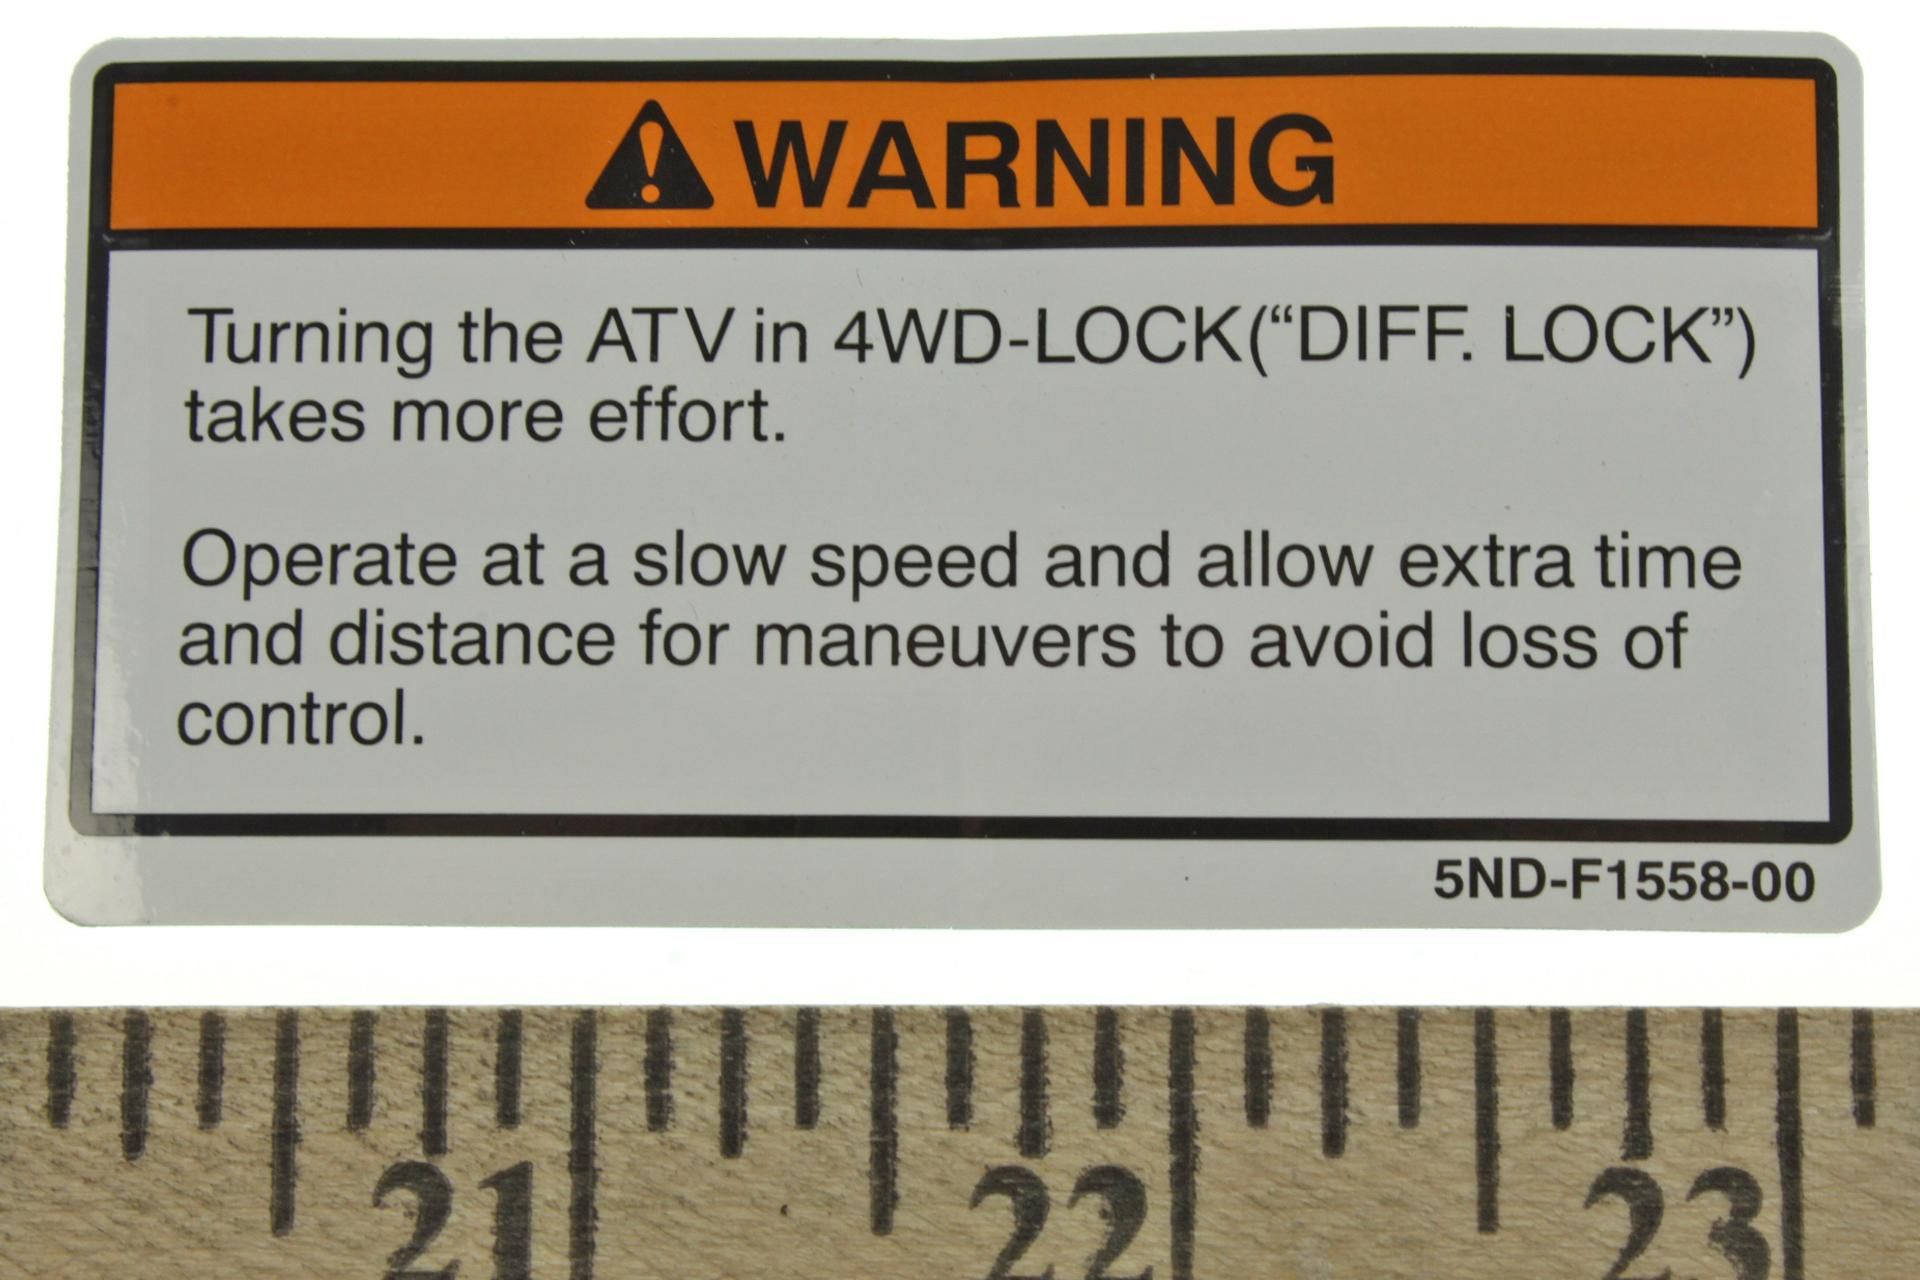 WARNING
Turning the ATV in 4WD-LOCK(“DIFF. LOCK”)
takes more effort.
Operate at a slow speed and allow extra time
and distance for maneuvers to avoid loss of
control.
5ND-F1558-00
21 22 23